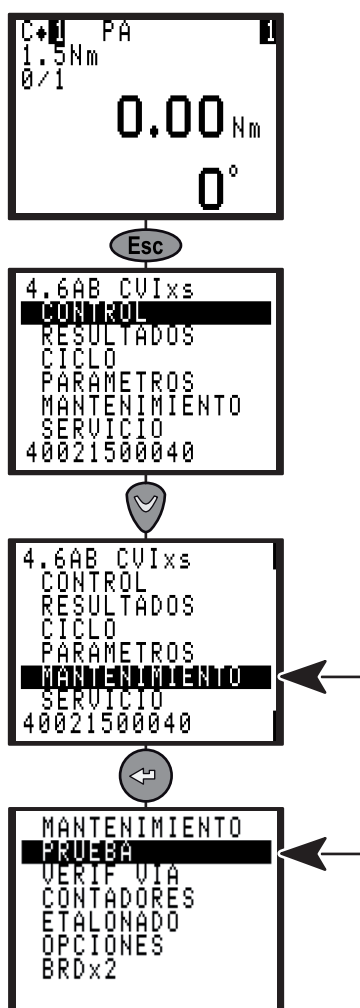 C♦1 PA 1
1.5Nm
0/1
0.00 Nm
0°
Esc
4.6AB CVIxs
CONTROL
RESULTADOS
CICLO
PARAMETROS
MANTENIMIENTO
SERVICIO
40021500040
4.6AB CVIxs
CONTROL
RESULTADOS
CICLO
PARAMETROS
MANTENIMIENTO
SERVICIO
40021500040
MANTENIMIENTO
PRUEBA
VERIF VIA
CONTADORES
ETALONADO
OPCIONES
BRDx2